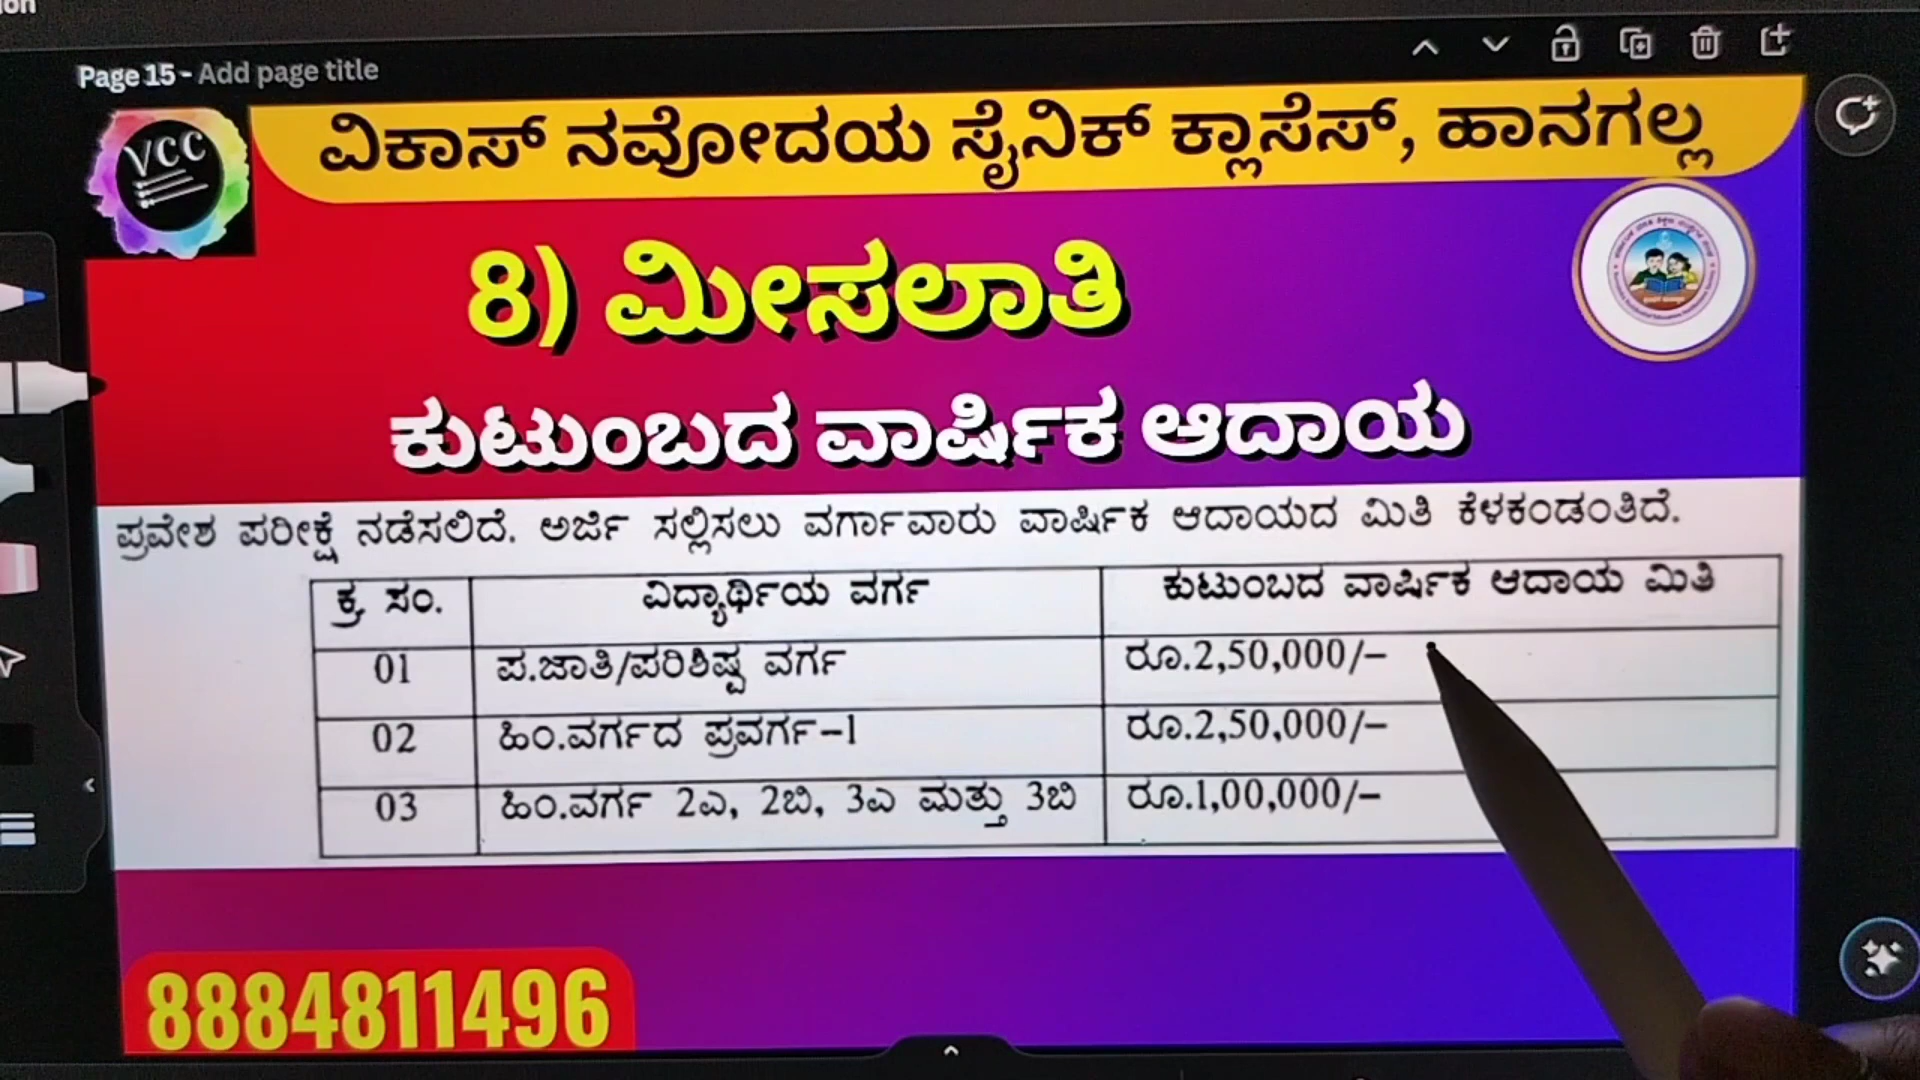 ion
Page 15 - Add page title
VCC
ವಿಕಾಸ್ ನವೋದಯ ಸೈನಿಕ್ ಕ್ಲಾಸೆಸ್, ಹಾನಗಲ್ಲ
8) ಮೀಸಲಾತಿ
ಕುಟುಂಬದ ವಾರ್ಷಿಕ ಆದಾಯ
ಪ್ರವೇಶ ಪರೀಕ್ಷೆ ನಡೆಸಲಿದೆ. ಅರ್ಜಿ ಸಲ್ಲಿಸಲು ವರ್ಗಾವಾರು ವಾರ್ಷಿಕ ಆದಾಯದ ಮಿತಿ ಕೆಳಕಂಡಂತಿದೆ.
ಕ್ರ ಸಂ. ವಿದ್ಯಾರ್ಥಿಯ ವರ್ಗ ಕುಟುಂಬದ ವಾರ್ಷಿಕ ಆದಾಯ ಮಿತಿ
01 ಪ.ಜಾತಿ/ಪರಿಶಿಷ್ಟ ವರ್ಗ ರೂ.2,50,000/-
02 ಹಿಂ.ವರ್ಗದ ಪ್ರವರ್ಗ-1 ರೂ.2,50,000/-
03 ಹಿಂ.ವರ್ಗ 2ಎ, 2ಬಿ, 3ಎ ಮತ್ತು 3ಬಿ ರೂ.1,00,000/-
8884811496